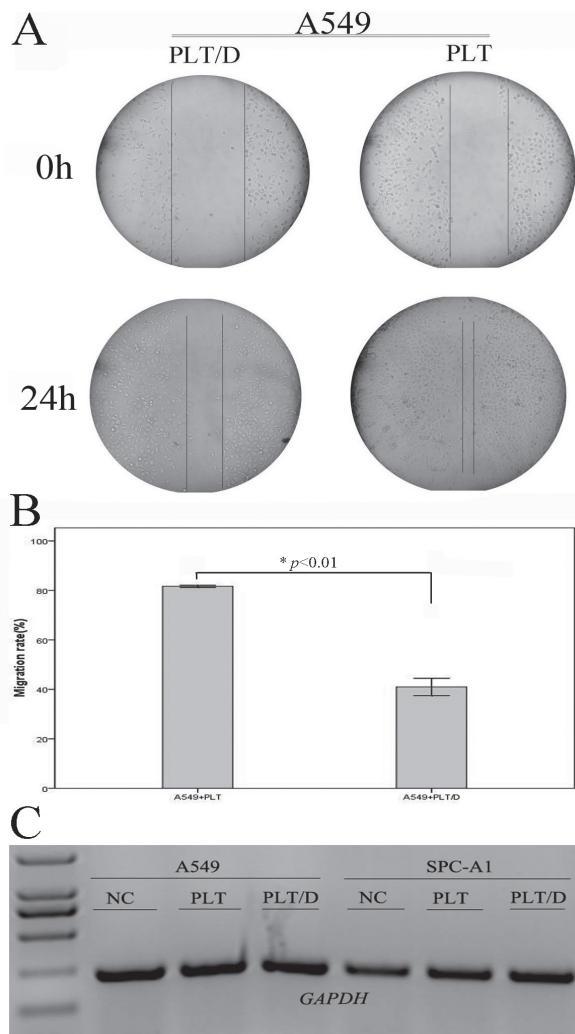 A
A549
PLT/D PLT
0h
24h
B
100
80
60
40
20
0
Migration rate(%)
* p<0.01
A549+PLT A549+PLT/D
C
A549 SPC-A1
NC PLT PLT/D NC PLT PLT/D
GAPDH